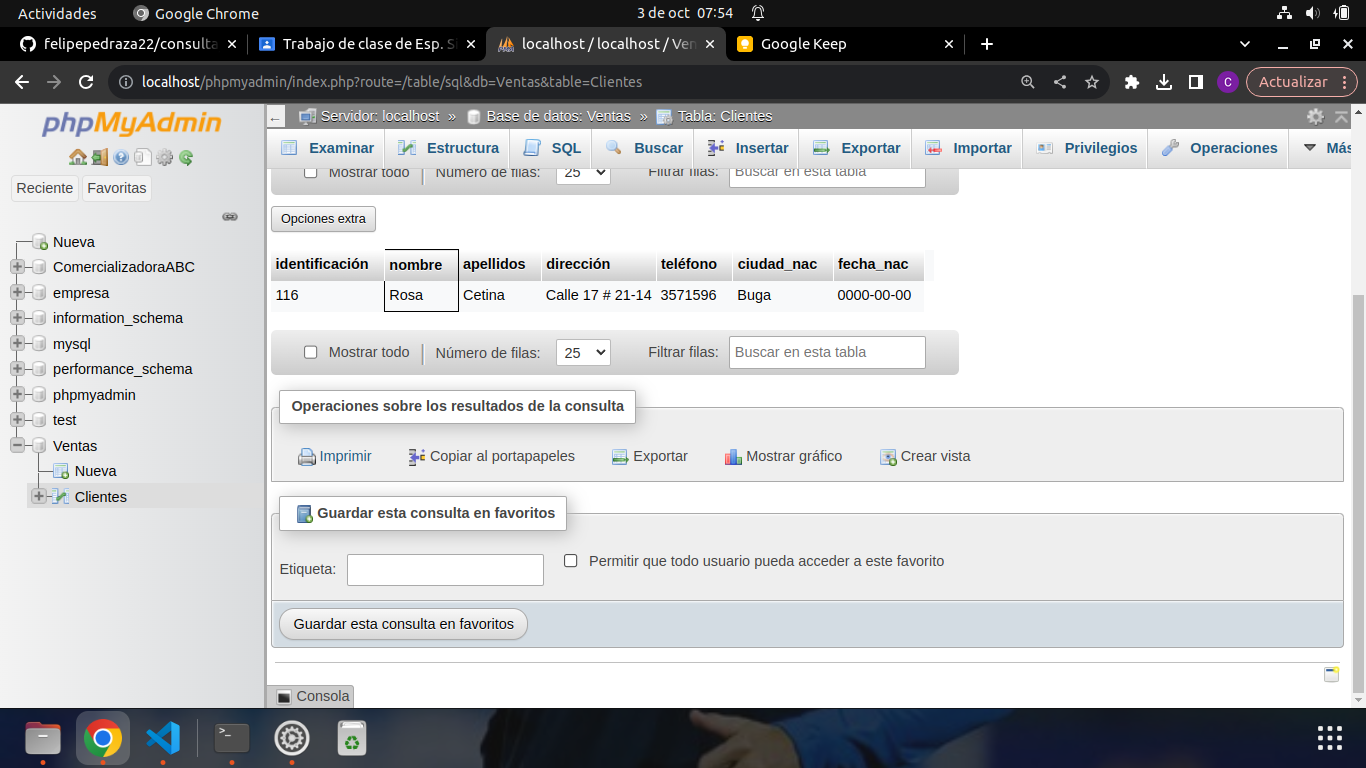 Actividades Google Chrome 3 de oct 07:54
felipepedraza22/consulta Trabajo de clase de Esp. S localhost / localhost / Ven Google Keep
localhost/phpmyadmin/index.php?route=/table/sql&db=Ventas&table=Clientes C Actualizar
phpMyAdmin
Reciente Favoritas
Nueva
ComercializadoraABC
empresa
information_schema
mysql
performance_schema
phpmyadmin
test
Ventas
Nueva
Clientes
Servidor: localhost » Base de datos: Ventas » Tabla: Clientes
Examinar Estructura SQL Buscar Insertar Exportar Importar Privilegios Operaciones Más
Mostrar todo Número de filas: 25 Filtrar filas: Buscar en esta tabla
Opciones extra
identificación nombre apellidos dirección teléfono ciudad_nac fecha_nac
116 Rosa Cetina Calle 17 # 21-14 3571596 Buga 0000-00-00
Mostrar todo Número de filas: 25 Filtrar filas: Buscar en esta tabla
Operaciones sobre los resultados de la consulta
Imprimir Copiar al portapapeles Exportar Mostrar gráfico Crear vista
Guardar esta consulta en favoritos
Etiqueta: Permitir que todo usuario pueda acceder a este favorito
Guardar esta consulta en favoritos
Consola